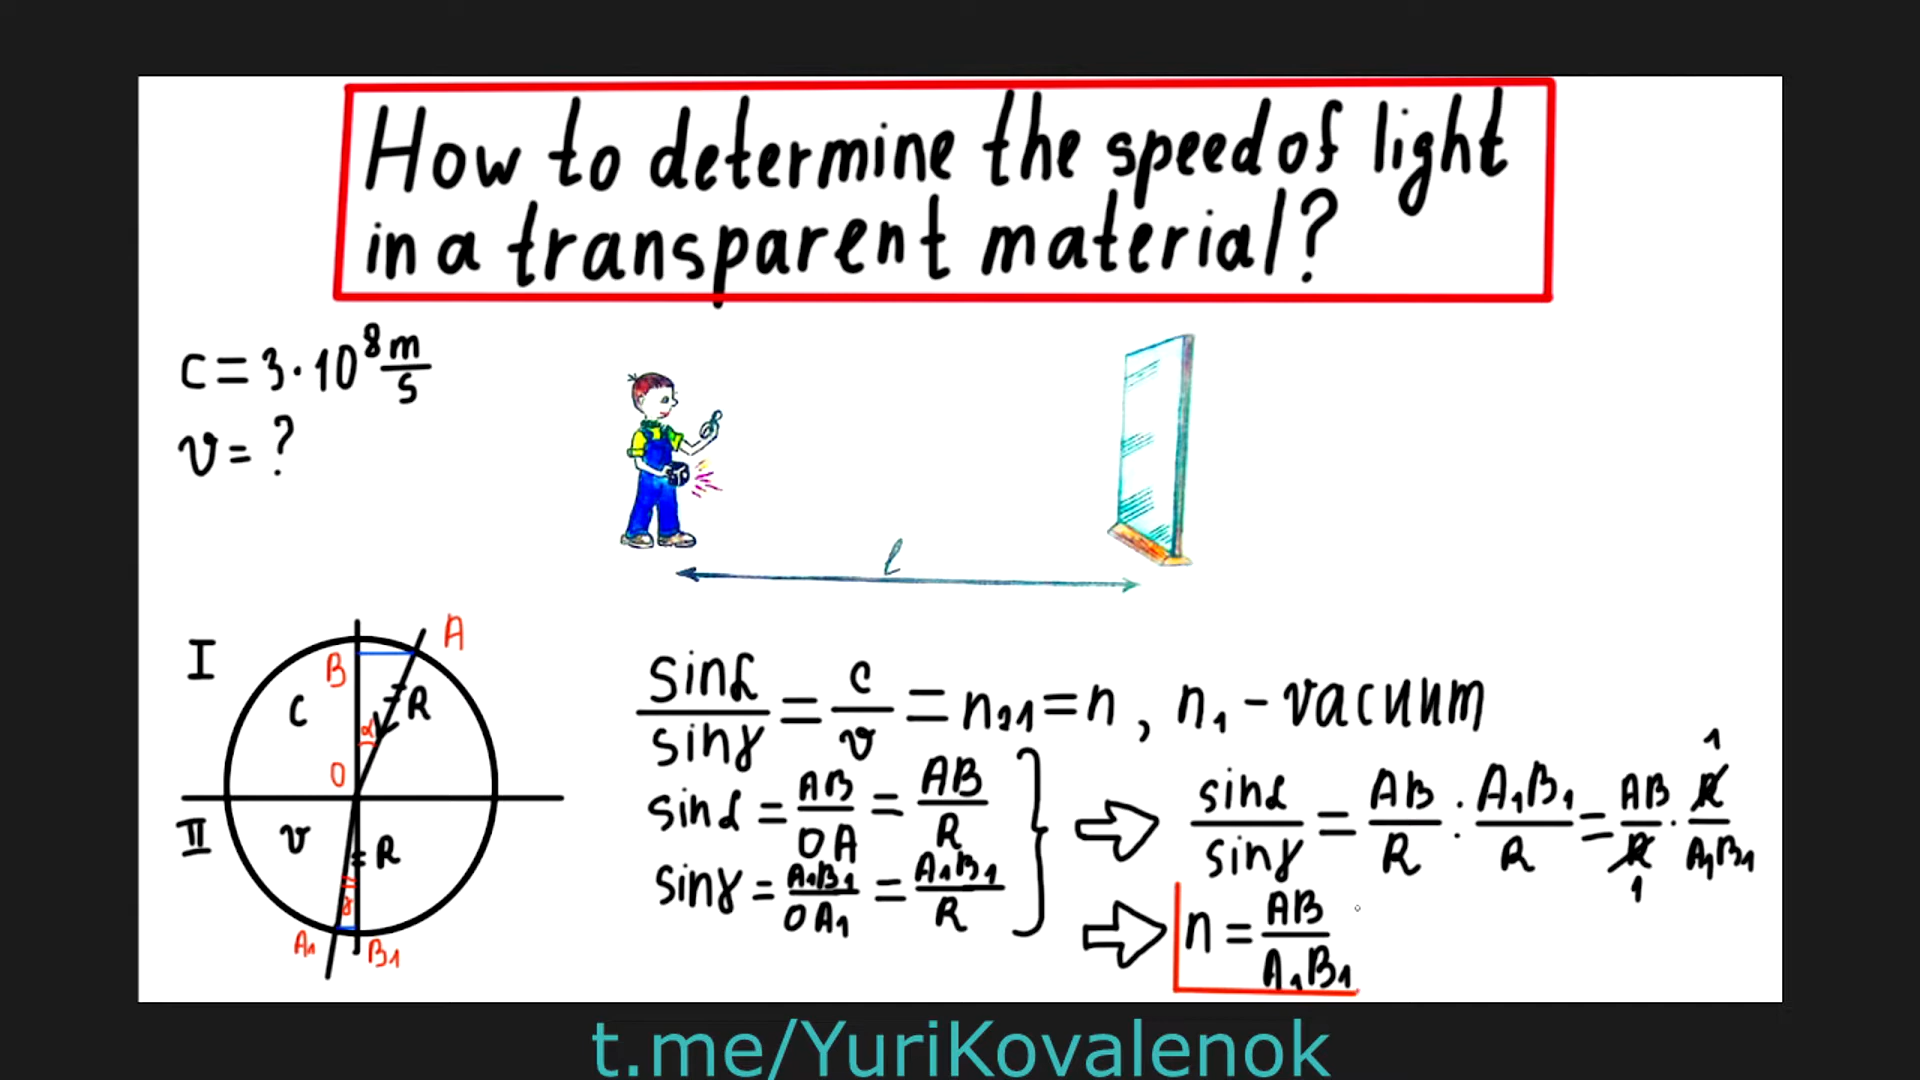 How to determine the speed of light
in a transparent material?
c = 3·10⁸ m/s
v = ?
l
I
A
B
c
R
α
O
II
v
R
γ
A₁
B₁
sinα/sinγ = c/v = n₂₁ = n, n₁ - vacuum
sinα = AB/OA = AB/R
sinγ = A₁B₁/OA₁ = A₁B₁/R
⇒ sinα/sinγ = AB/R : A₁B₁/R = AB/R · R/A₁B₁
1
1
⇒ n = AB/A₁B₁
t.me/YuriKovalenok